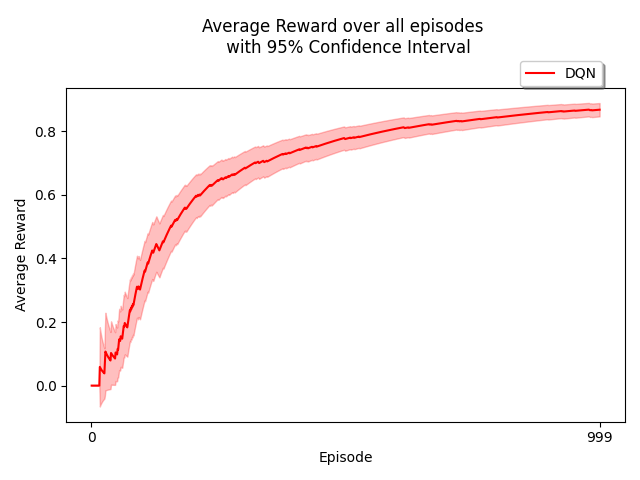 Average Reward over all episodes
with 95% Confidence Interval
DQN
0.8
0.6
0.4
0.2
0.0
Average Reward
0
999
Episode